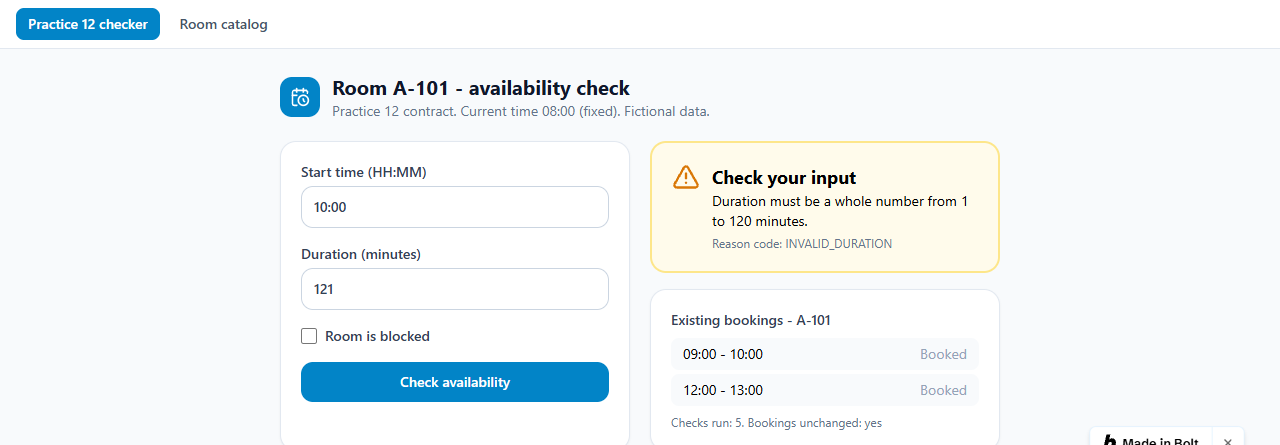 Practice 12 checker
Room catalog
Room A-101 - availability check
Practice 12 contract. Current time 08:00 (fixed). Fictional data.
Start time (HH:MM)
10:00
Duration (minutes)
121
Room is blocked
Check availability
Check your input
Duration must be a whole number from 1
to 120 minutes.
Reason code: INVALID_DURATION
Existing bookings - A-101
09:00 - 10:00 Booked
12:00 - 13:00 Booked
Checks run: 5. Bookings unchanged: yes
b Made in Bolt